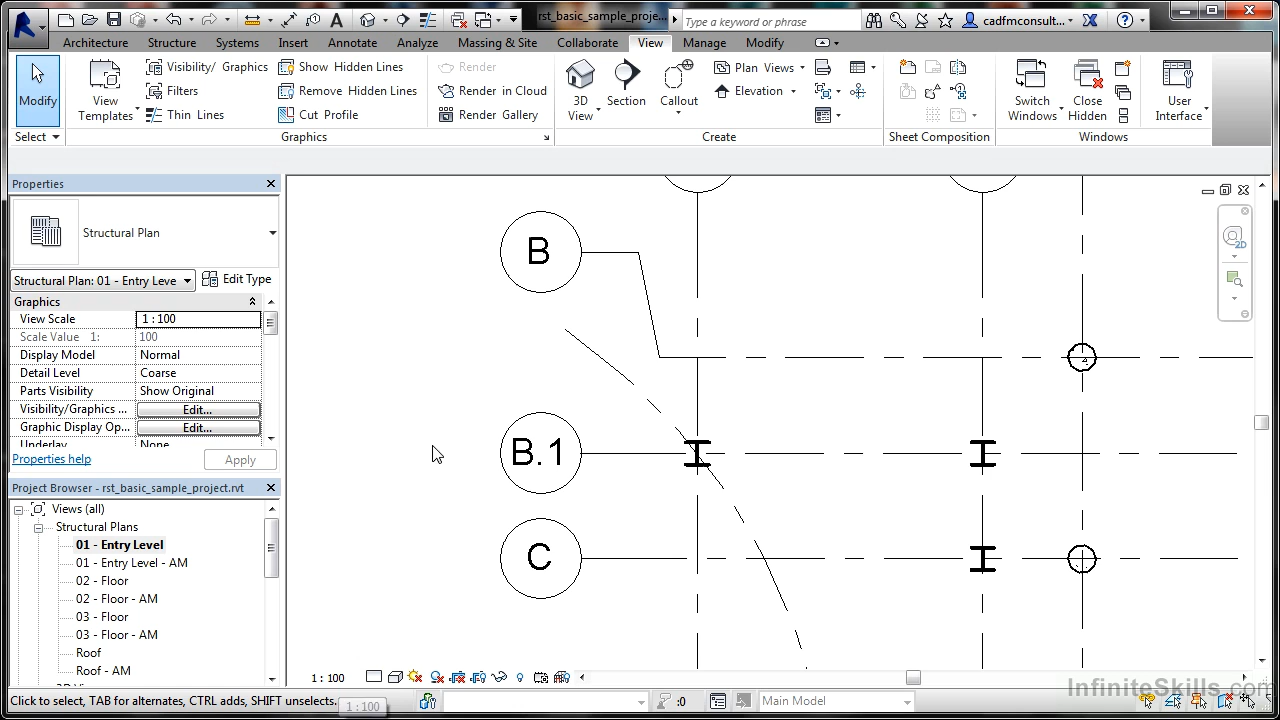 rst_basic_sample_proje...
Type a keyword or phrase
cadfmconsult...
Architecture Structure Systems Insert Annotate Analyze Massing & Site Collaborate View Manage Modify
Modify
View
Templates
Visibility/ Graphics
Filters
Thin Lines
Show Hidden Lines
Remove Hidden Lines
Cut Profile
Render
Render in Cloud
Render Gallery
3D
View
Section
Callout
Plan Views
Elevation
Switch
Windows
Close
Hidden
User
Interface
Select Graphics Create Sheet Composition Windows
Properties
Structural Plan
Structural Plan: 01 - Entry Leve
Edit Type
Graphics
View Scale 1 : 100
Scale Value 1: 100
Display Model Normal
Detail Level Coarse
Parts Visibility Show Original
Visibility/Graphics ... Edit...
Graphic Display Op... Edit...
Underlay None
Properties help Apply
Project Browser - rst_basic_sample_project.rvt
Views (all)
Structural Plans
01 - Entry Level
01 - Entry Level - AM
02 - Floor
02 - Floor - AM
03 - Floor
03 - Floor - AM
Roof
Roof - AM
B
B.1
C
2D
1 : 100
Click to select, TAB for alternates, CTRL adds, SHIFT unselects.
1 : 100
:0
Main Model
InfiniteSkills.com